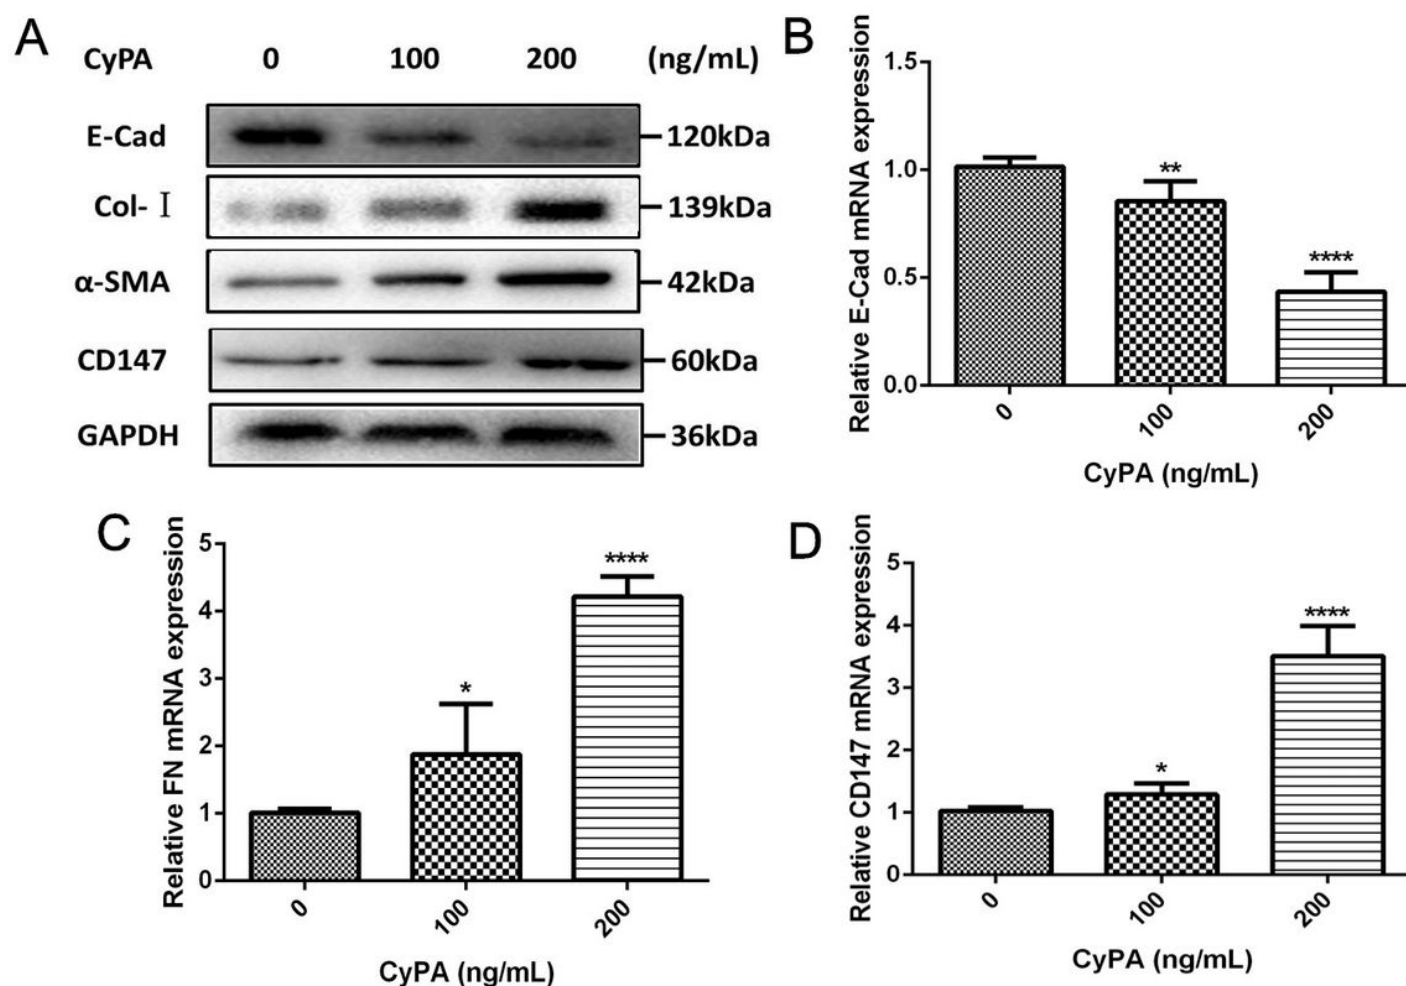 A
CyPA 0 100 200 (ng/mL)
E-Cad 120kDa
Col-Ⅰ 139kDa
α-SMA 42kDa
CD147 60kDa
GAPDH 36kDa
B
Relative E-Cad mRNA expression
1.5
1.0
0.5
0.0
**
****
0 100 200
CyPA (ng/mL)
C
Relative FN mRNA expression
5
4
3
2
1
0
*
****
0 100 200
CyPA (ng/mL)
D
Relative CD147 mRNA expression
5
4
3
2
1
0
*
****
0 100 200
CyPA (ng/mL)